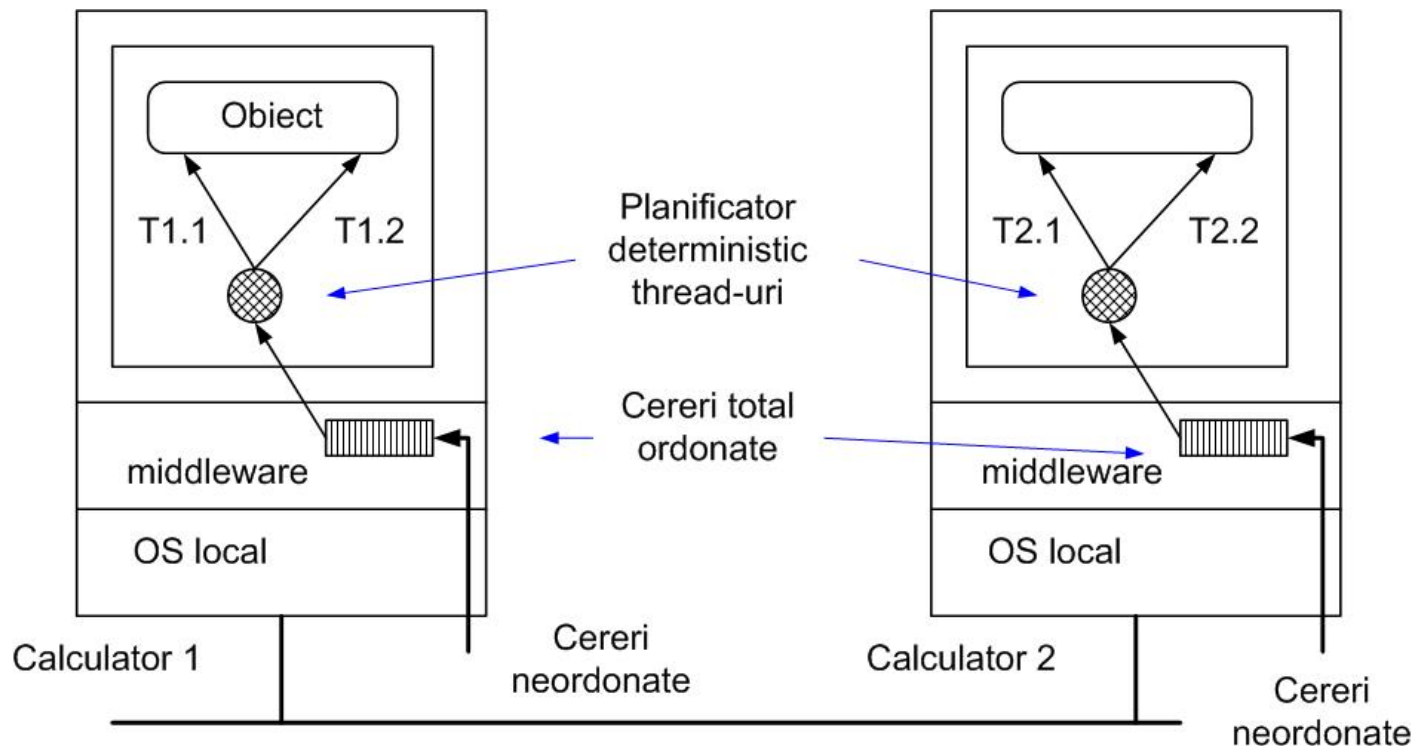 Obiect
T1.1
T1.2
Planificator
determinstic
thread-uri
T2.1
T2.2
Cereri total
ordonate
middleware
middleware
OS local
OS local
Calculator 1
Cereri
neordonate
Calculator 2
Cereri
neordonate